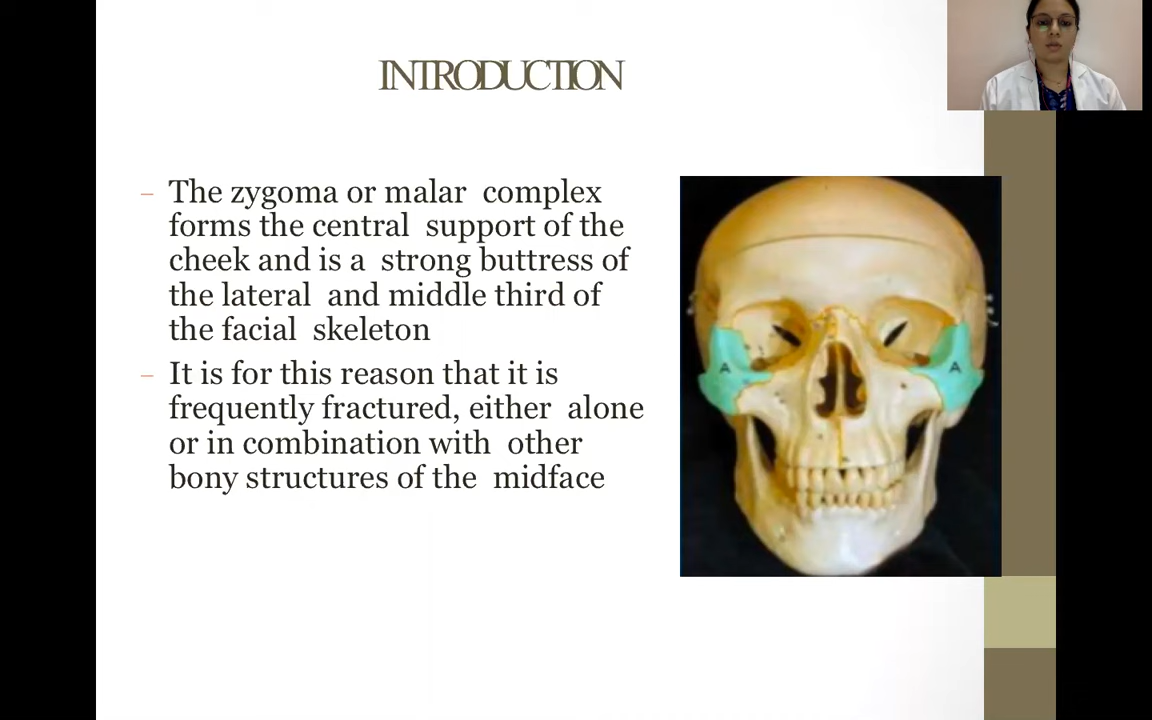 INTRODUCTION
– The zygoma or malar complex
forms the central support of the
cheek and is a strong buttress of
the lateral and middle third of
the facial skeleton
– It is for this reason that it is
frequently fractured, either alone
or in combination with other
bony structures of the midface
A
A